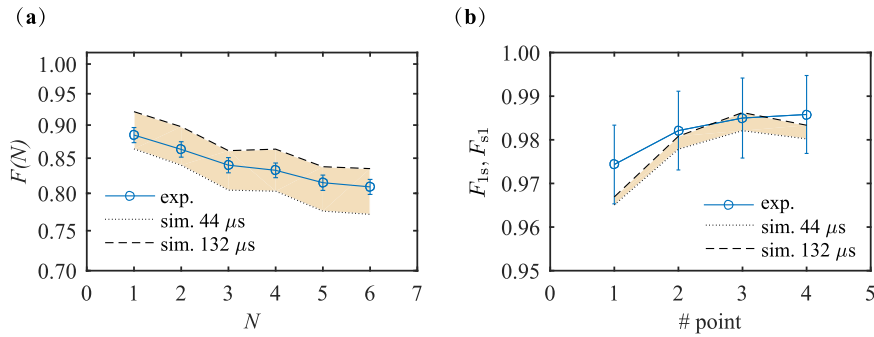 (a)
1.00
0.95
0.90
0.85
0.80
0.75
0.70
F(N)
exp.
sim. 44 μs
sim. 132 μs
0 1 2 3 4 5 6 7
N
(b)
1.00
0.99
0.98
0.97
0.96
0.95
F1s, Fs1
exp.
sim. 44 μs
sim. 132 μs
0 1 2 3 4 5
# point